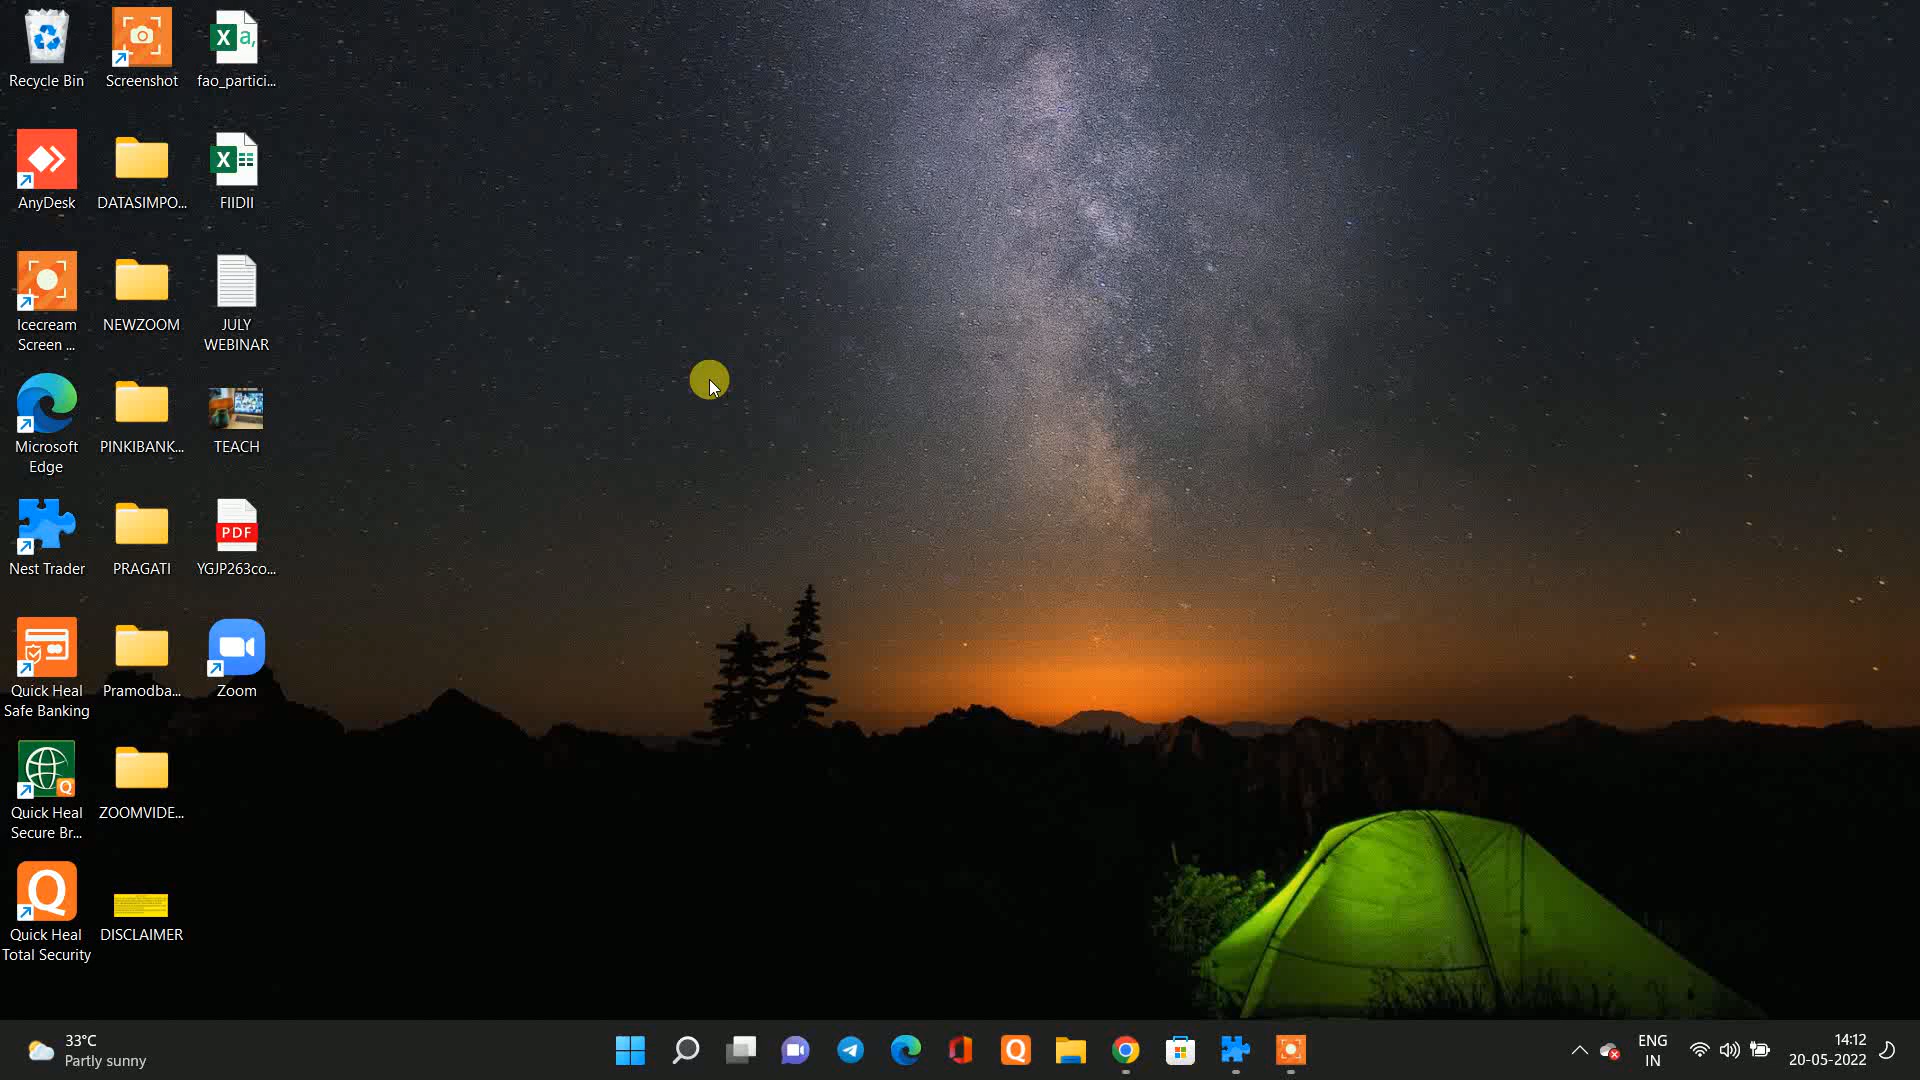 Recycle Bin
Screenshot
fao_partici...
AnyDesk
DATASIMPO...
FIIDII
Icecream
Screen ...
NEWZOOM
JULY
WEBINAR
Microsoft
Edge
PINKIBANK...
TEACH
Nest Trader
PRAGATI
PDF
YGJP263co...
Quick Heal
Safe Banking
Pramodba...
Zoom
Quick Heal
Secure Br...
ZOOMVIDE...
Quick Heal
Total Security
DISCLAIMER
33°C
Partly sunny
ENG
IN
14:12
20-05-2022